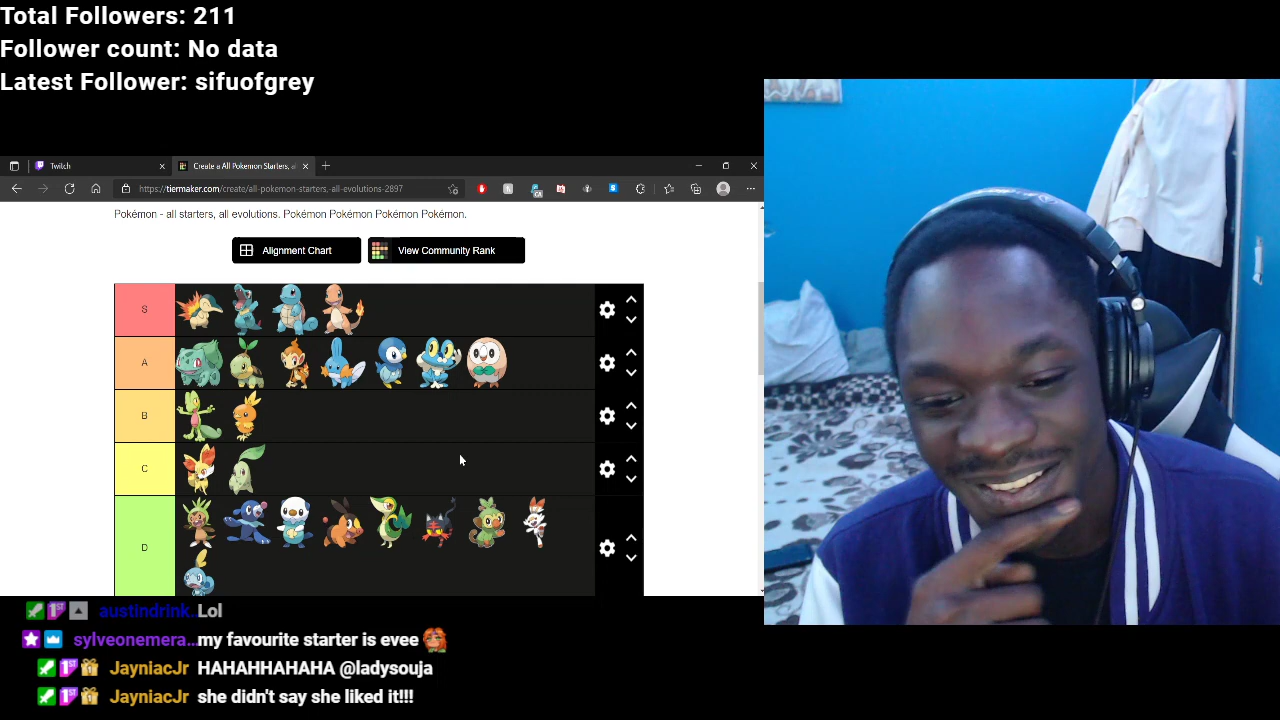 Total Followers: 211
Follower count: No data
Latest Follower: sifuofgrey
Twitch
Create a All Pokemon Starters, a
https://tiermaker.com/create/all-pokemon-starters,-all-evolutions-2897
Pokémon - all starters, all evolutions. Pokémon Pokémon Pokémon Pokémon.
Alignment Chart
View Community Rank
S
A
B
C
D
austindrink.. Lol
sylveonemera... my favourite starter is evee
JayniacJr HAHAHHAHAHA @ladysouja
JayniacJr she didn't say she liked it!!!